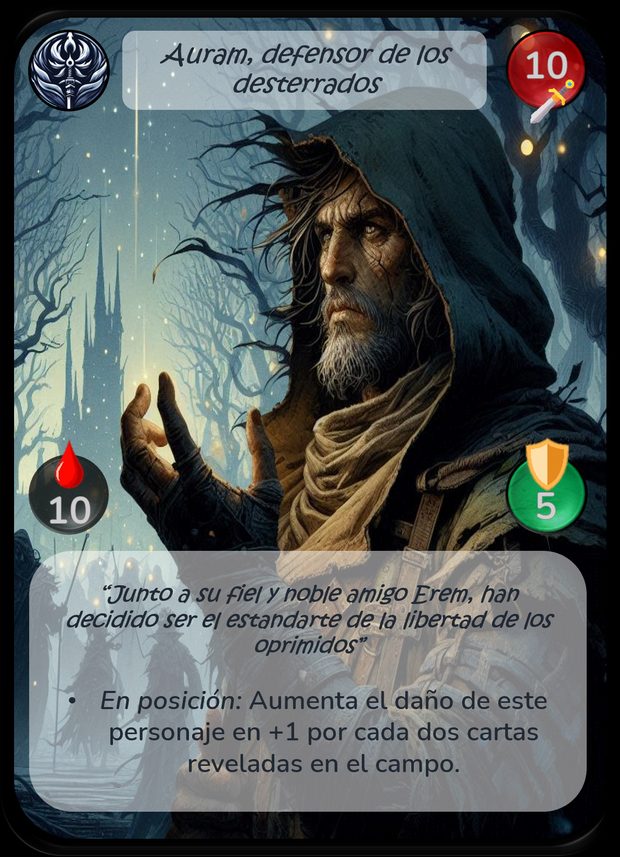 Auram, defensor de los
desterrados
10
10
5
“Junto a su fiel y noble amigo Erem, han
decidido ser el estandarte de la libertad de los
oprimidos”
• En posición: Aumenta el daño de este
personaje en +1 por cada dos cartas
reveladas en el campo.